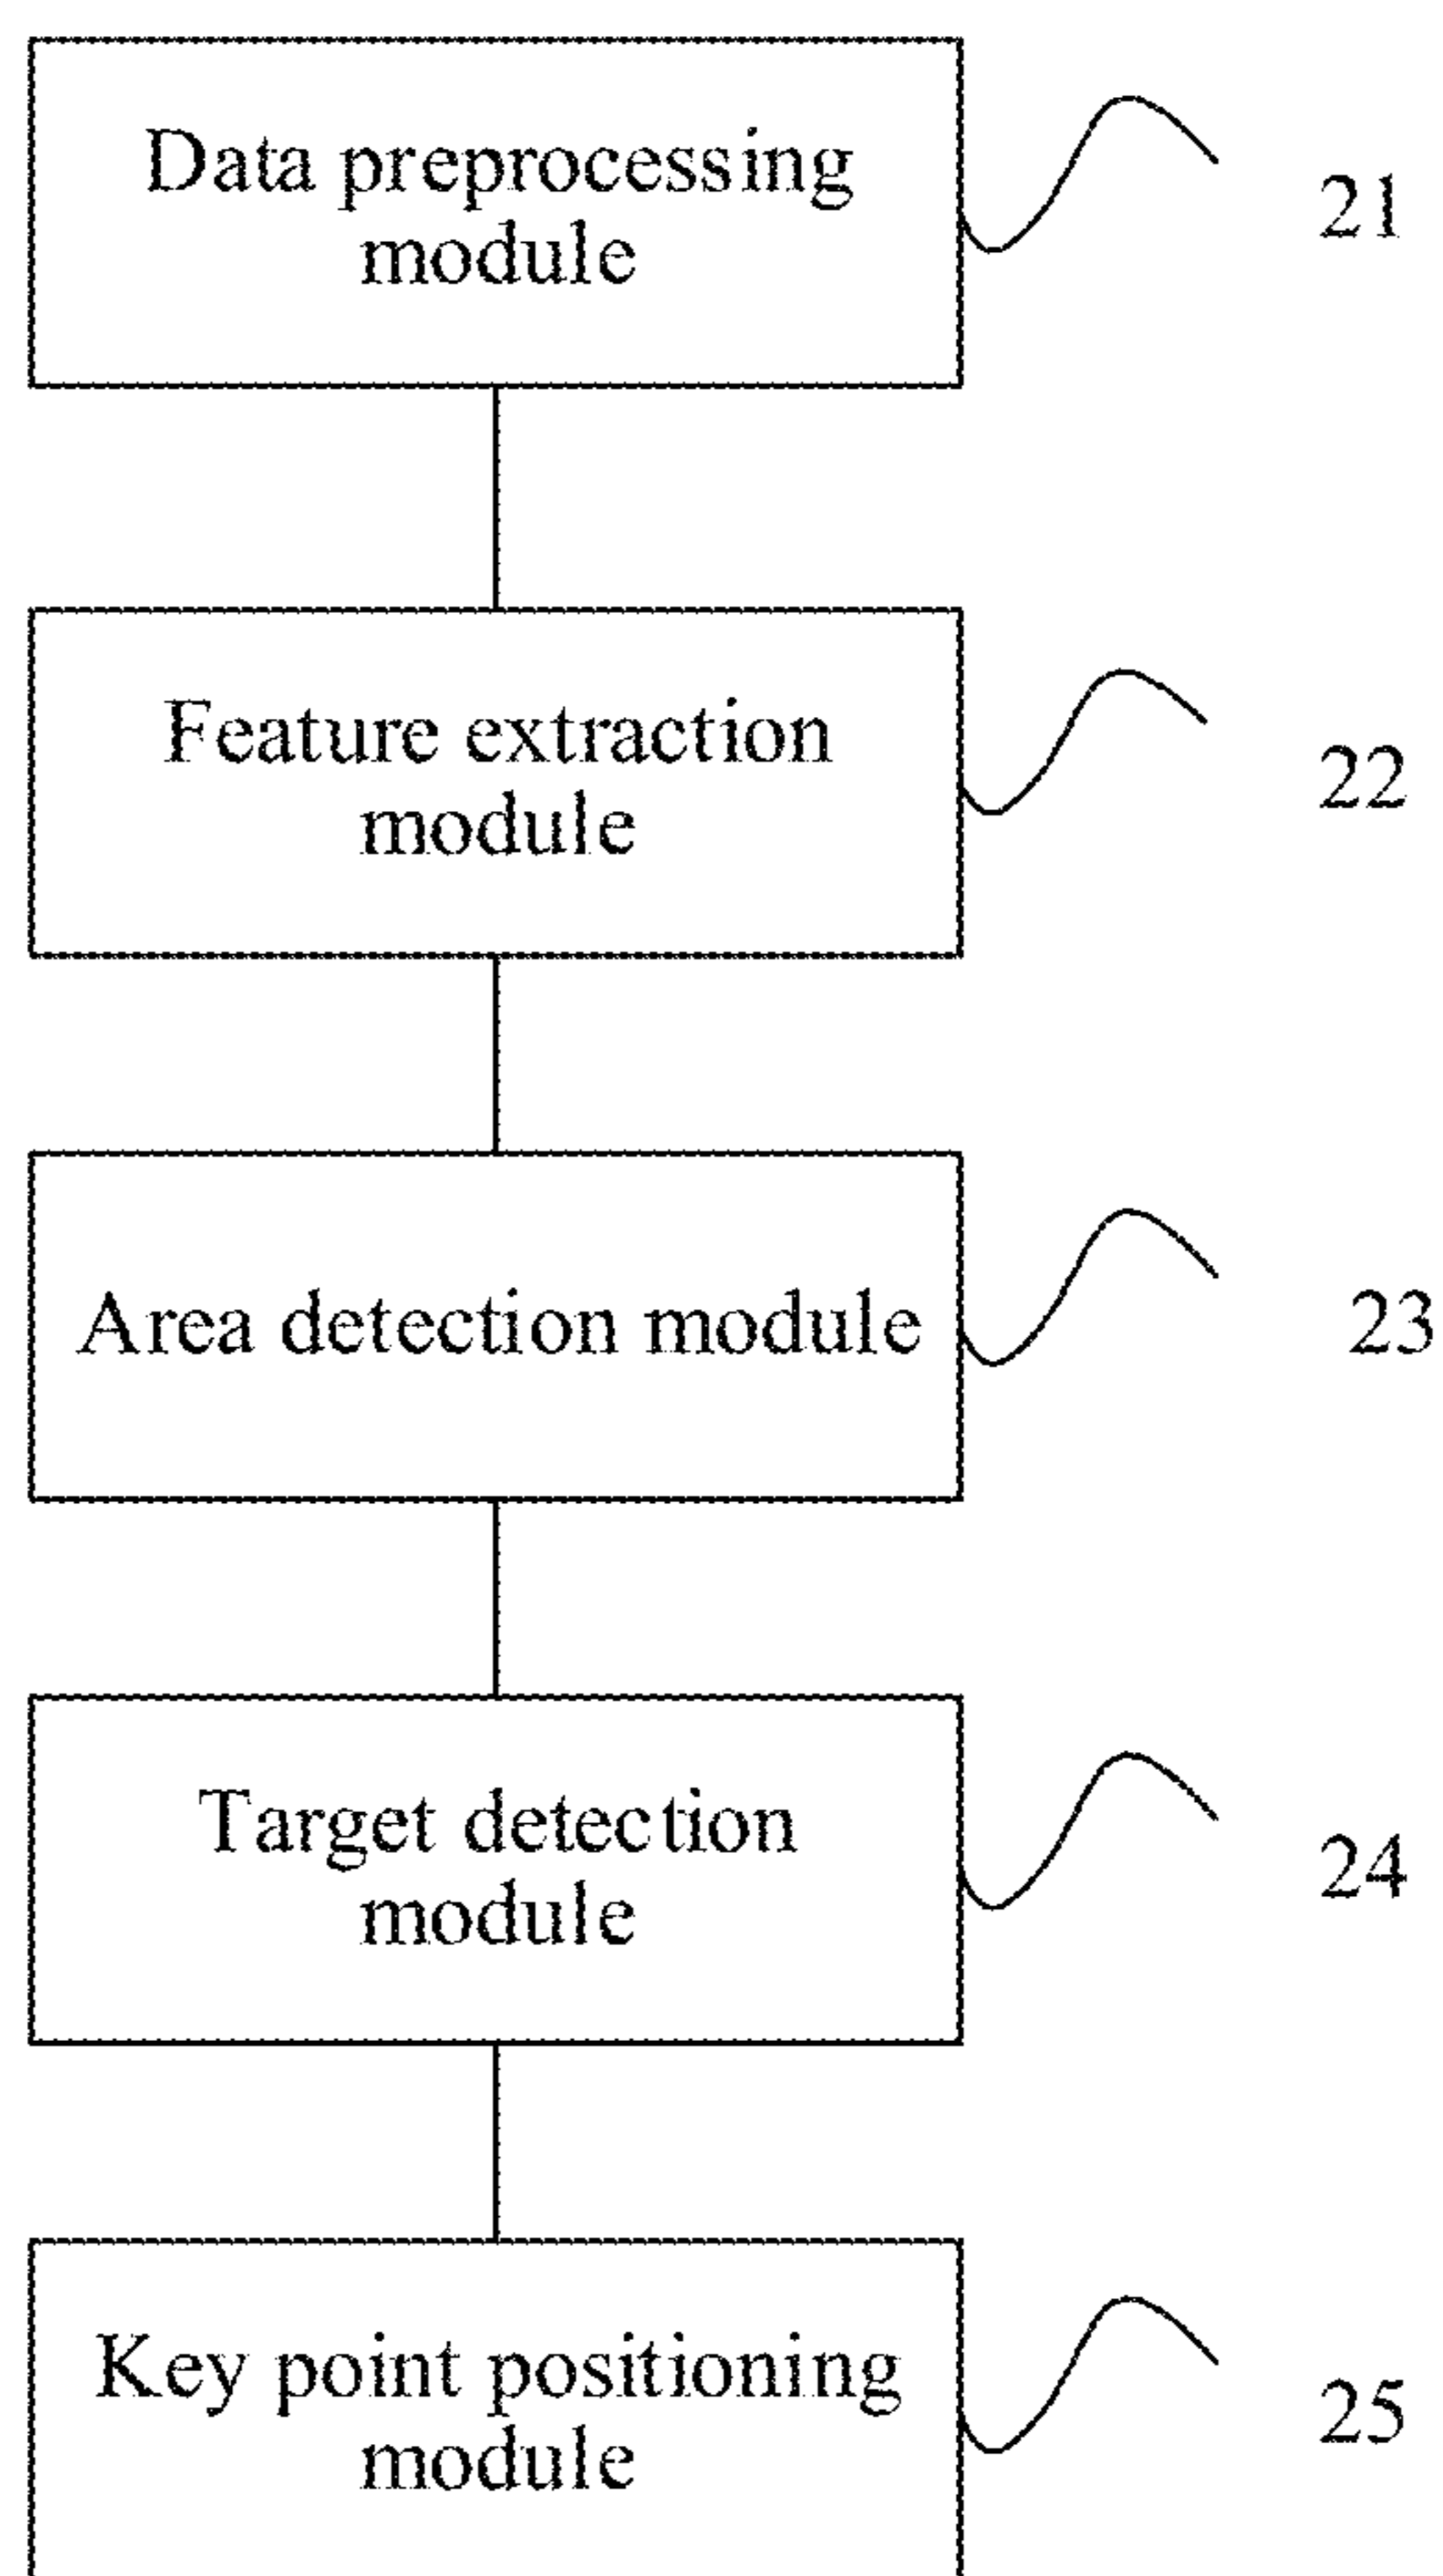 Data preprocessing
module
21
Feature extraction
module
22
Area detection module
23
Target detection
module
24
Key point positioning
module
25